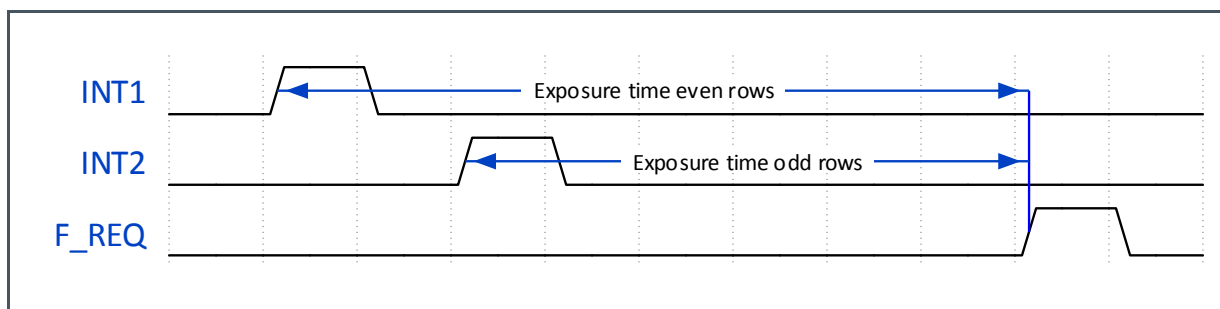 INT1
Exposure time even rows
INT2
Exposure time odd rows
F_REQ